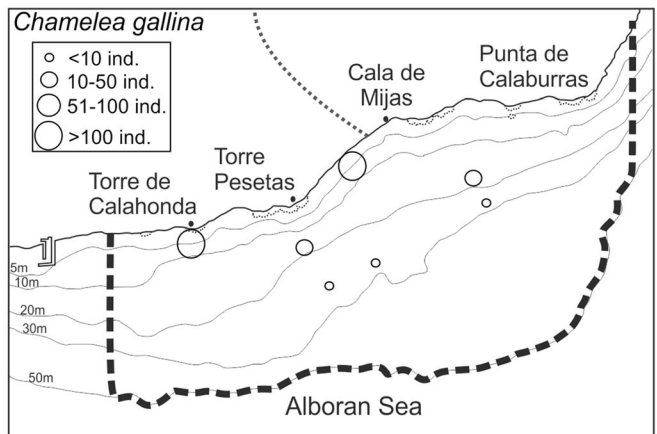 Chamelea gallina
<10 ind.
10-50 ind.
51-100 ind.
>100 ind.
Punta de
Calaburras
Cala de
Mijas
Torre
Pesetas
Torre de
Calahonda
5m
10m
20m
30m
50m
Alboran Sea